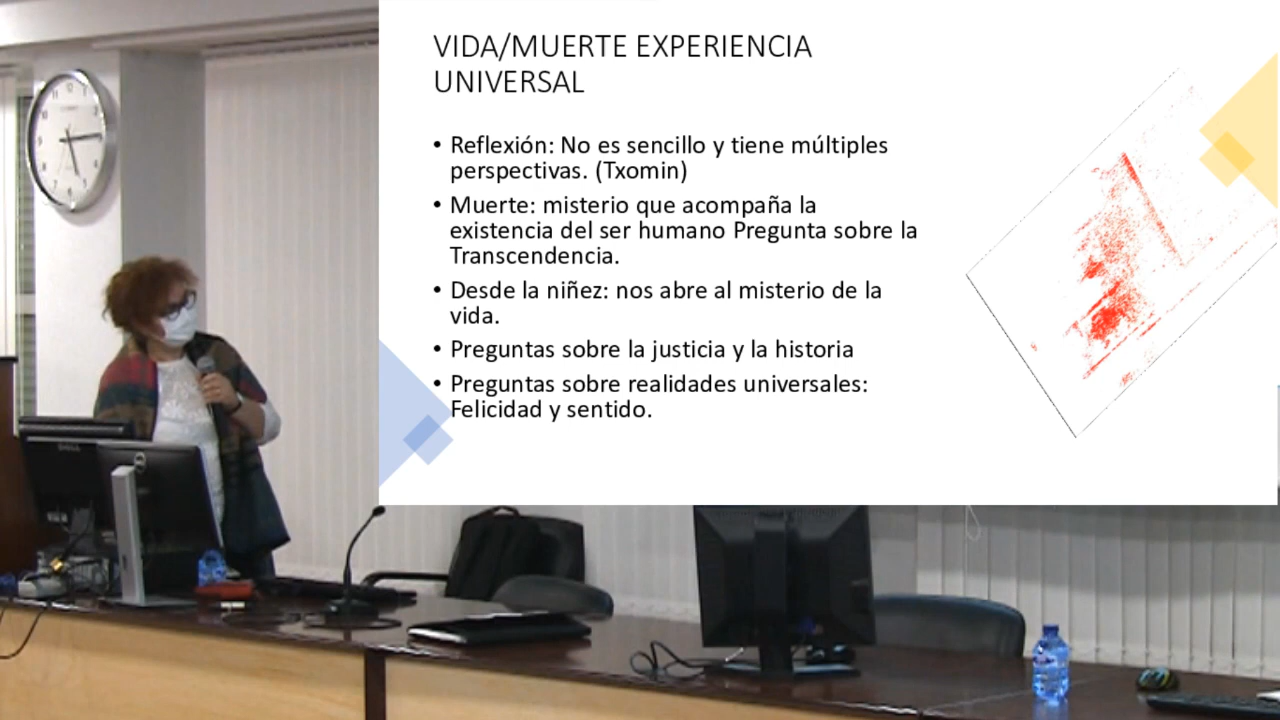 VIDA/MUERTE EXPERIENCIA
UNIVERSAL
• Reflexión: No es sencillo y tiene múltiples
perspectivas. (Txomin)
• Muerte: misterio que acompaña la
existencia del ser humano Pregunta sobre la
Transcendencia.
• Desde la niñez: nos abre al misterio de la
vida.
• Preguntas sobre la justicia y la historia
• Preguntas sobre realidades universales:
Felicidad y sentido.
DELL